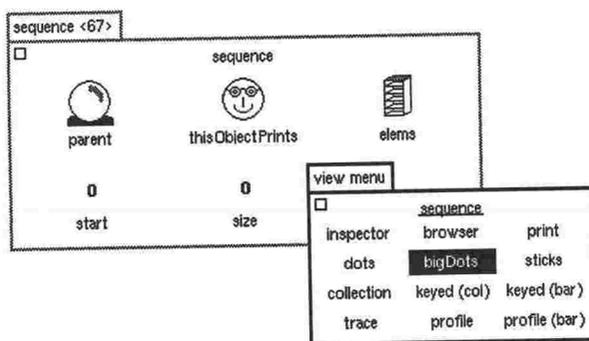 sequence <67>
sequence
parent thisObjectPrints elems
0 0
start size
view menu
sequence
inspector browser print
dots bigDots sticks
collection keyed (col) keyed (bar)
trace profile profile (bar)